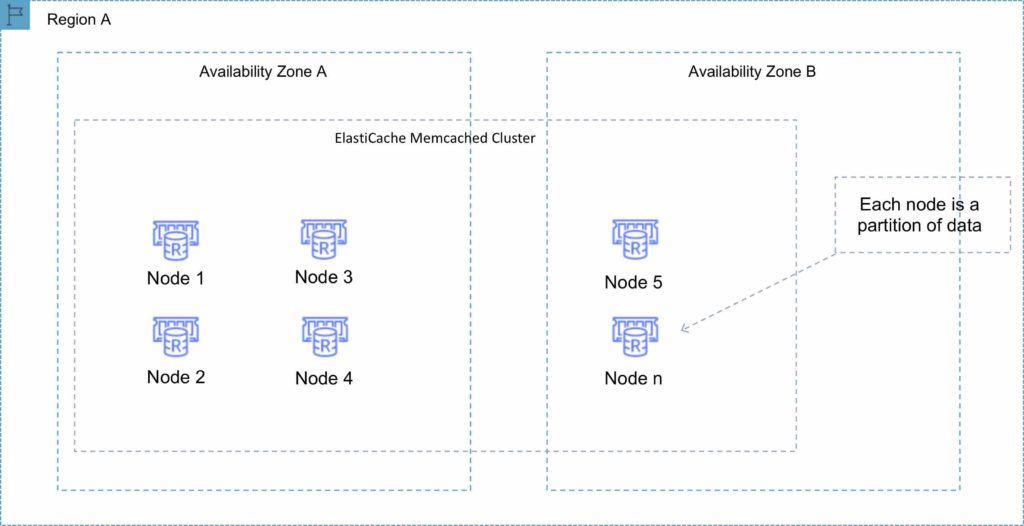 Region A
Availability Zone A
Availability Zone B
ElastiCache Memcached Cluster
Each node is a
partition of data
R
R
R
Node 1
Node 3
Node 5
R
R
R
Node 2
Node 4
Node n